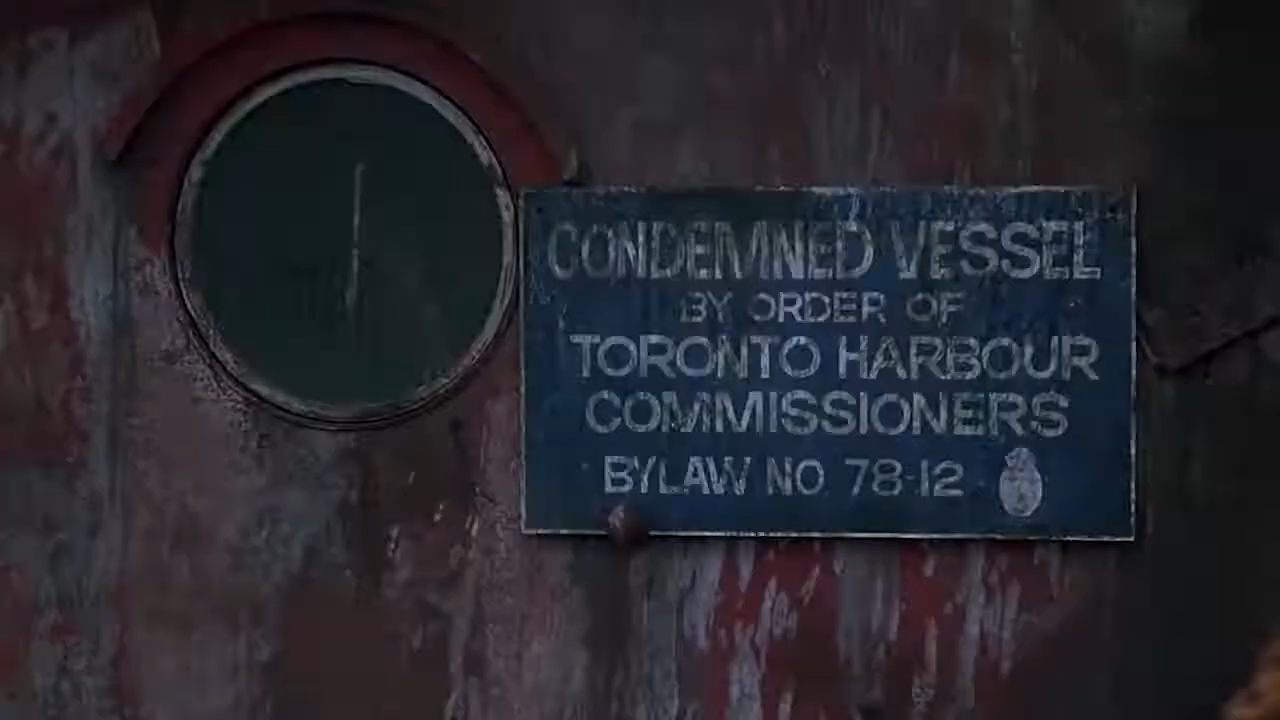 CONDEMNED VESSEL
BY ORDER OF
TORONTO HARBOUR
COMMISSIONERS
BYLAW NO. 78-12